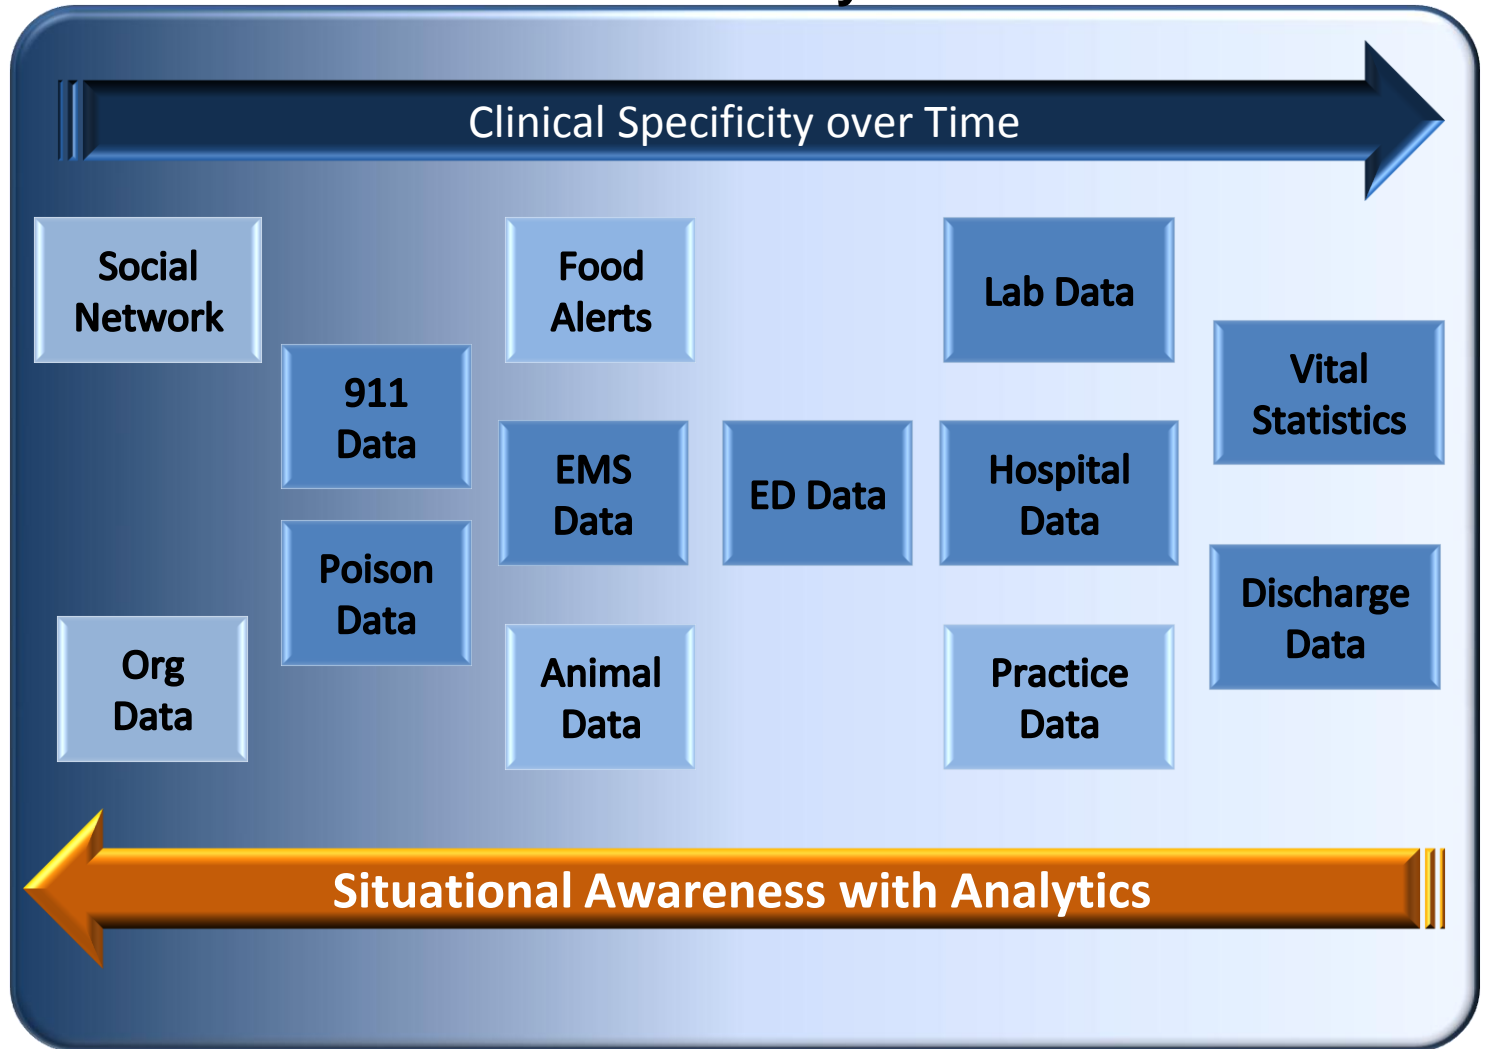 Clinical Specificity over Time
Social
Network
Food
Alerts
Lab Data
911
Data
Vital
Statistics
EMS
Data
ED Data
Hospital
Data
Poison
Data
Discharge
Data
Org
Data
Animal
Data
Practice
Data
Situational Awareness with Analytics